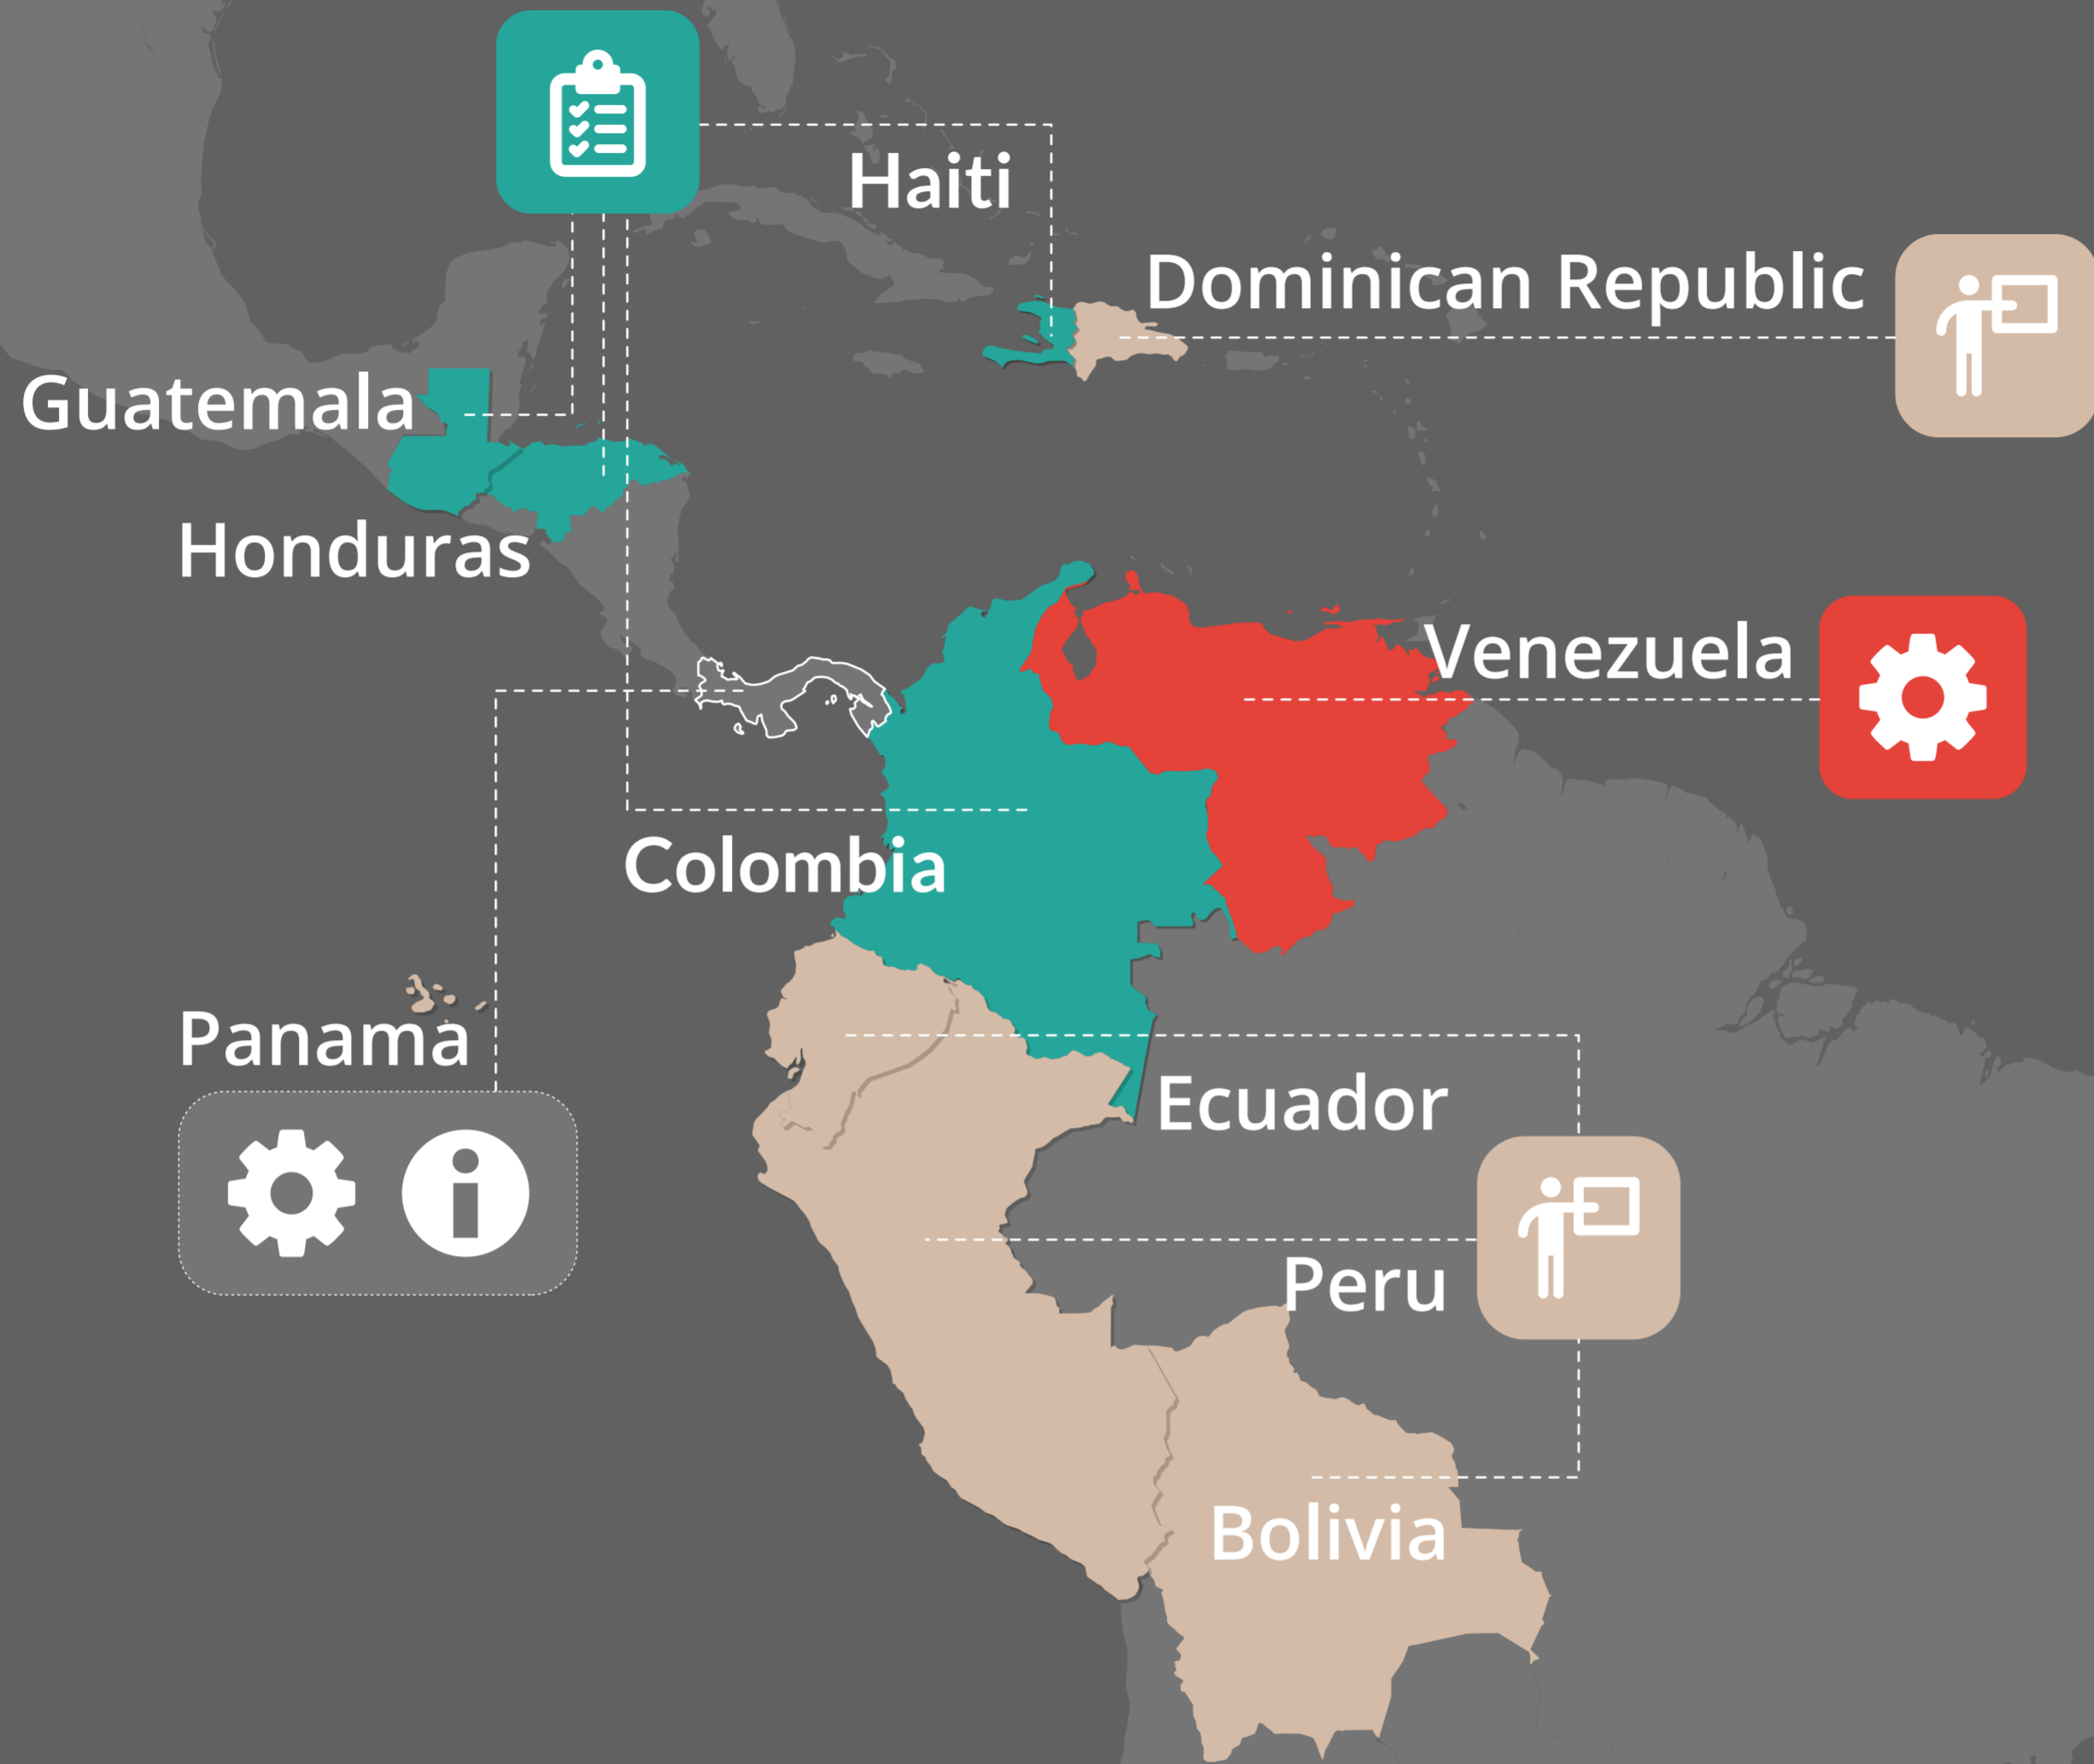 Haiti
Dominican Republic
Guatemala
Honduras
Venezuela
Colombia
Panama
Ecuador
Peru
Bolivia